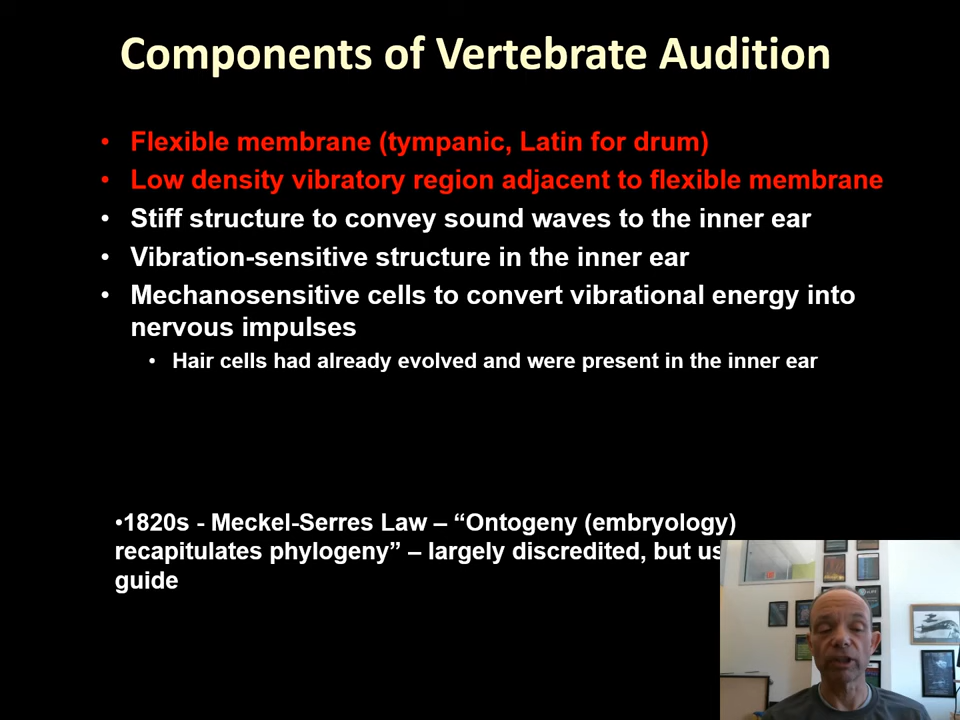 Components of Vertebrate Audition
• Flexible membrane (tympanic, Latin for drum)
• Low density vibratory region adjacent to flexible membrane
• Stiff structure to convey sound waves to the inner ear
• Vibration-sensitive structure in the inner ear
• Mechanosensitive cells to convert vibrational energy into
nervous impulses
• Hair cells had already evolved and were present in the inner ear
•1820s - Meckel-Serres Law – “Ontogeny (embryology)
recapitulates phylogeny” – largely discredited, but
guide